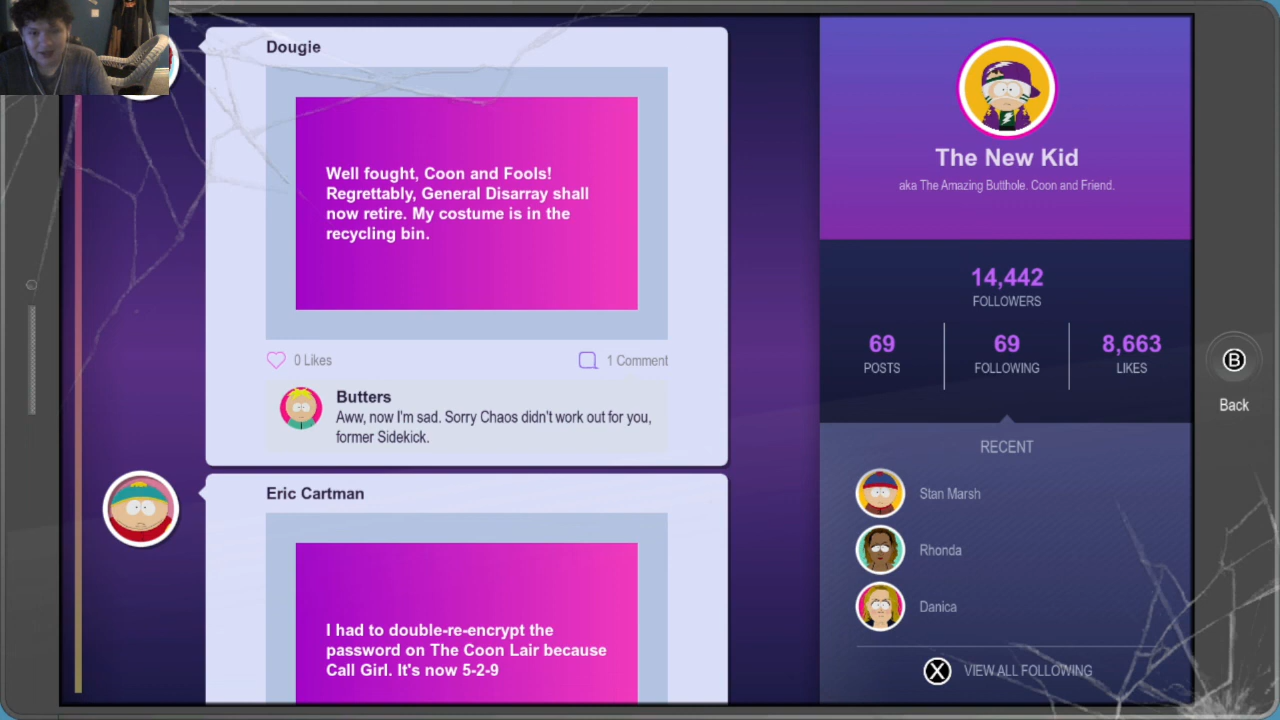 Dougie
Well fought, Coon and Fools!
Regrettably, General Disarray shall
now retire. My costume is in the
recycling bin.
0 Likes
1 Comment
Butters
Aww, now I'm sad. Sorry Chaos didn't work out for you,
former Sidekick.
Eric Cartman
I had to double-re-encrypt the
password on The Coon Lair because
Call Girl. It's now 5-2-9
The New Kid
aka The Amazing Butthole. Coon and Friend.
14,442
FOLLOWERS
69
POSTS
69
FOLLOWING
8,663
LIKES
RECENT
Stan Marsh
Rhonda
Danica
X VIEW ALL FOLLOWING
B
Back